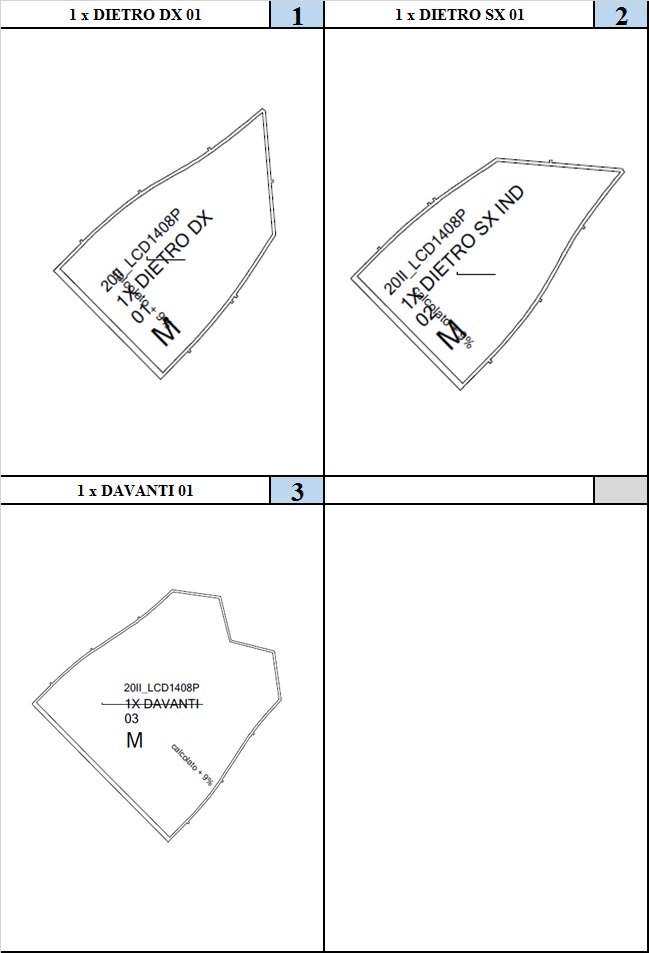 1 x DIETRO DX 01
1
1 x DIETRO SX 01
2
20II_LCD1408P
1X DIETRO DX
01
calcolato + 9%
M
20II_LCD1408P
1X DIETRO SX IND
02
calcolato + 9%
M
1 x DAVANTI 01
3
20II_LCD1408P
1X DAVANTI
03
M
calcolato + 9%